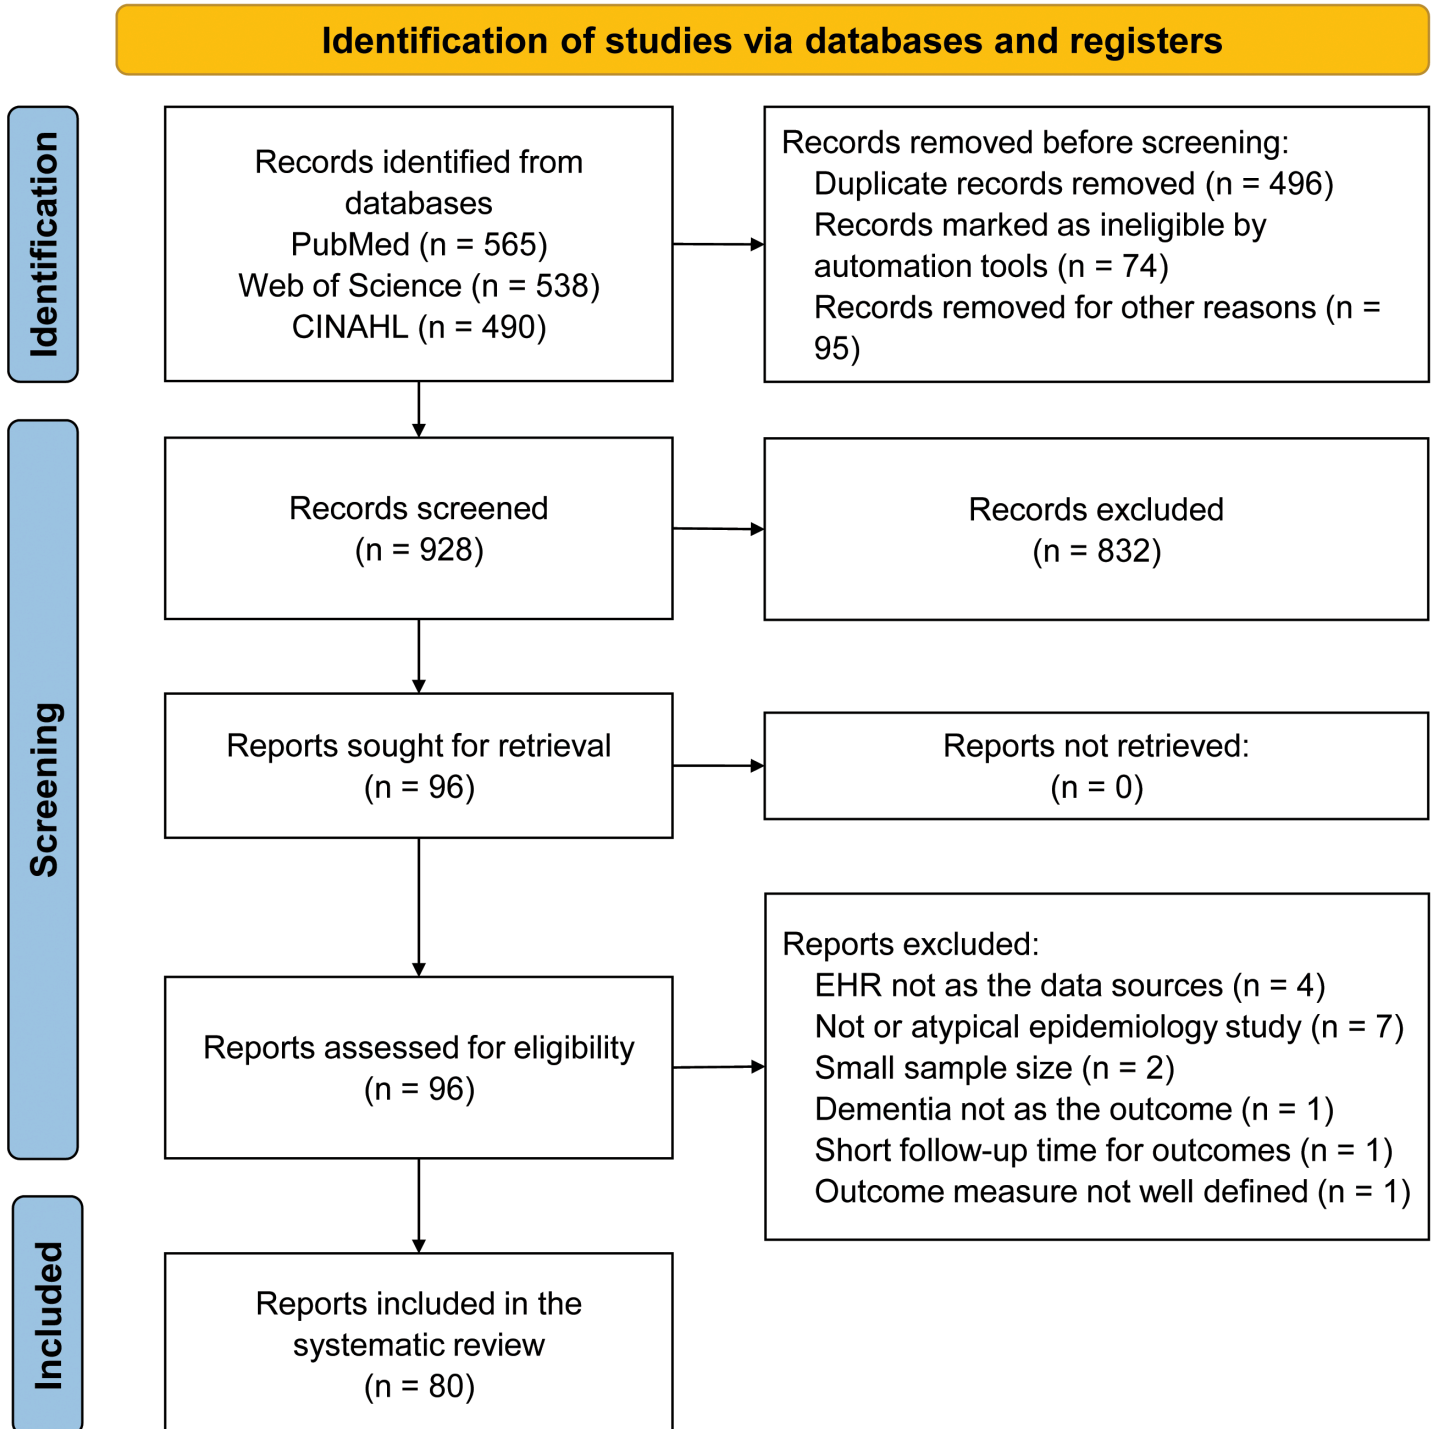 Identification of studies via databases and registers
Identification
Records identified from
databases
PubMed (n = 565)
Web of Science (n = 538)
CINAHL (n = 490)
Records removed before screening:
Duplicate records removed (n = 496)
Records marked as ineligible by
automation tools (n = 74)
Records removed for other reasons (n =
95)
Screening
Records screened
(n = 928)
Records excluded
(n = 832)
Reports sought for retrieval
(n = 96)
Reports not retrieved:
(n = 0)
Reports assessed for eligibility
(n = 96)
Reports excluded:
EHR not as the data sources (n = 4)
Not or atypical epidemiology study (n = 7)
Small sample size (n = 2)
Dementia not as the outcome (n = 1)
Short follow-up time for outcomes (n = 1)
Outcome measure not well defined (n = 1)
Included
Reports included in the
systematic review
(n = 80)